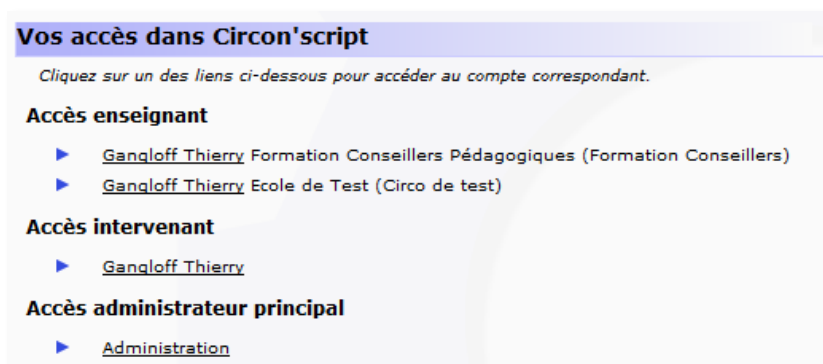 Vos accès dans Circon'script
Cliquez sur un des liens ci-dessous pour accéder au compte correspondant.
Accès enseignant
Gangloff Thierry Formation Conseillers Pédagogiques (Formation Conseillers)
Gangloff Thierry Ecole de Test (Circo de test)
Accès intervenant
Gangloff Thierry
Accès administrateur principal
Administration